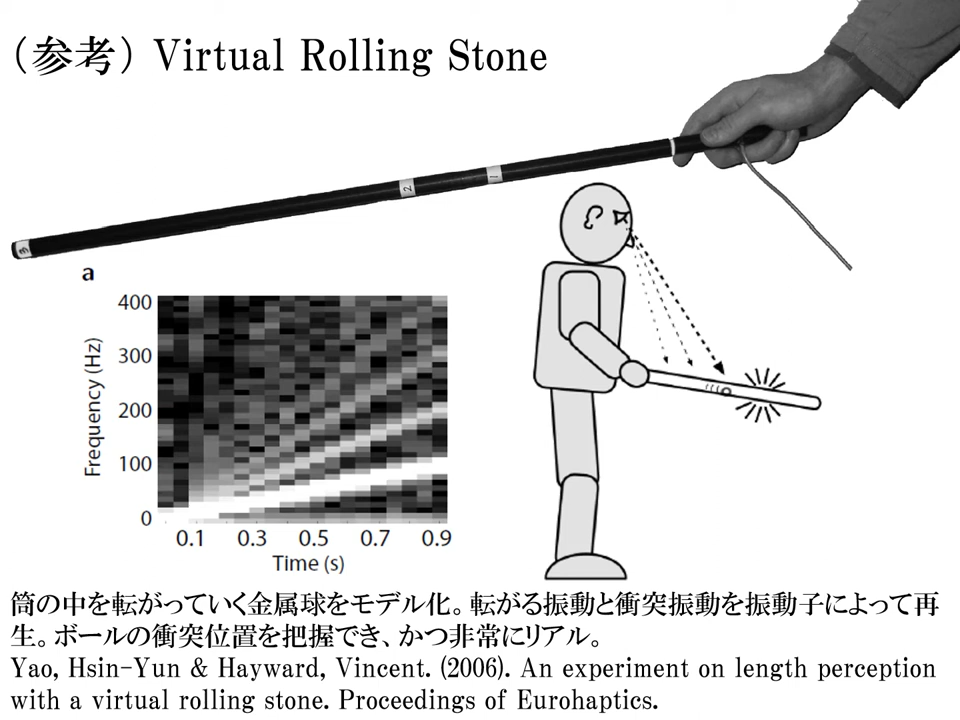 （参考）Virtual Rolling Stone
2
1
3
a
400
300
200
100
0
Frequency (Hz)
0.1 0.3 0.5 0.7 0.9
Time (s)
筒の中を転がっていく金属球をモデル化。転がる振動と衝突振動を振動子によって再
生。ボールの衝突位置を把握でき、かつ非常にリアル。
Yao, Hsin-Yun & Hayward, Vincent. (2006). An experiment on length perception
with a virtual rolling stone. Proceedings of Eurohaptics.